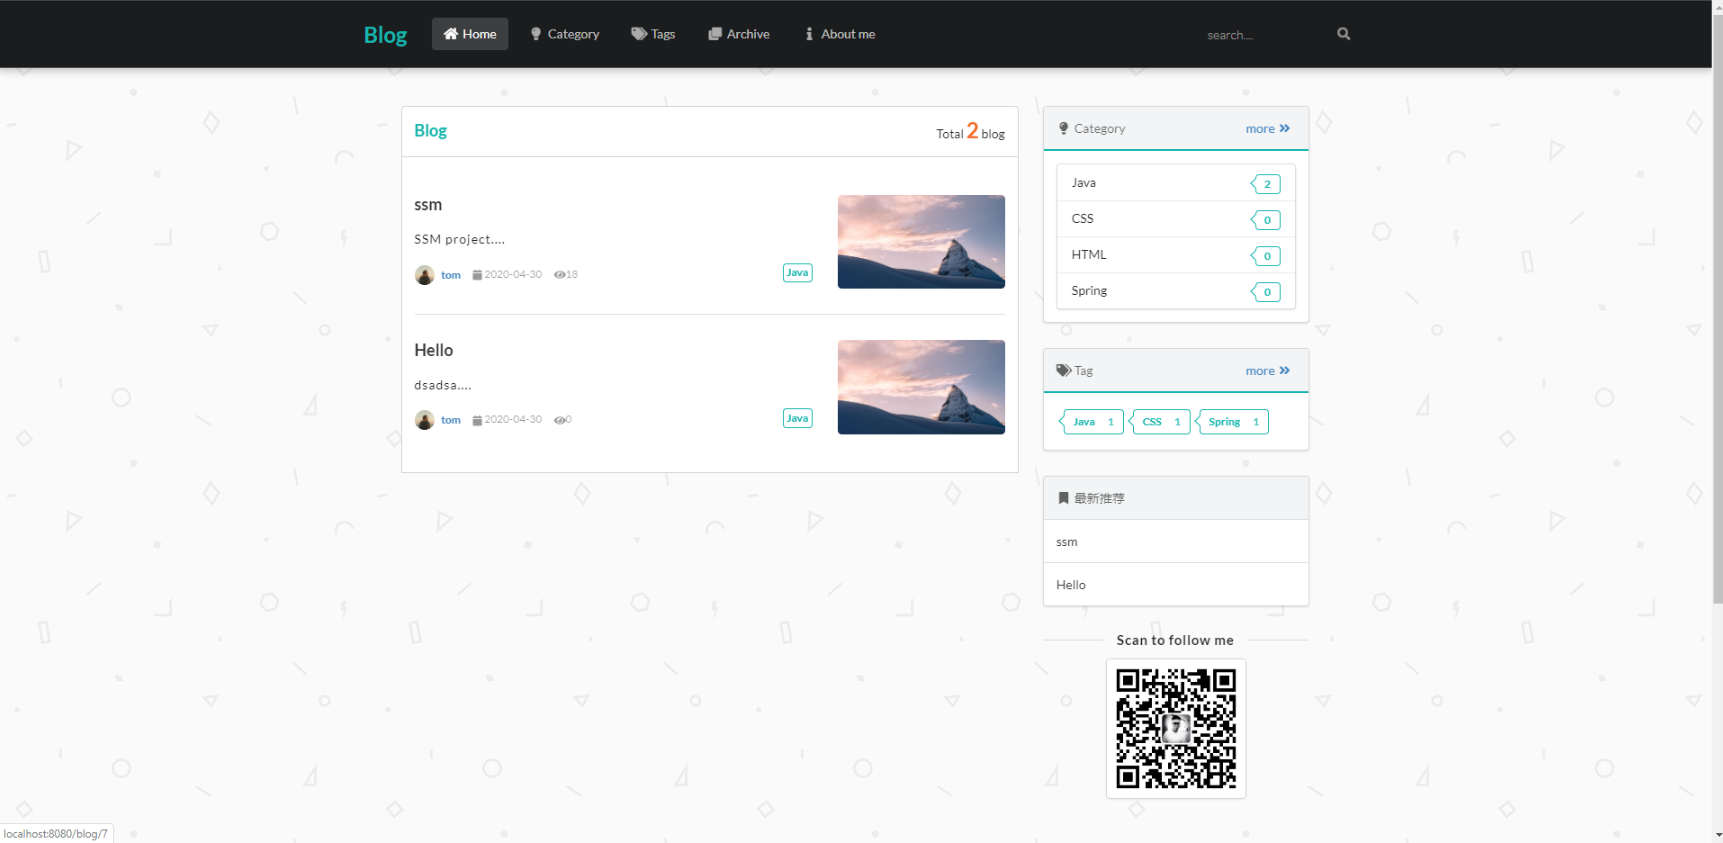 Blog Home Category Tags Archive About me search....
Blog Total 2 blog
ssm
SSM project....
tom 2020-04-30 18 Java
Hello
dsadsa....
tom 2020-04-30 0 Java
Category more
Java 2
CSS 0
HTML 0
Spring 0
Tag more
Java 1 CSS 1 Spring 1
最新推荐
ssm
Hello
Scan to follow me
localhost:8080/blog/7